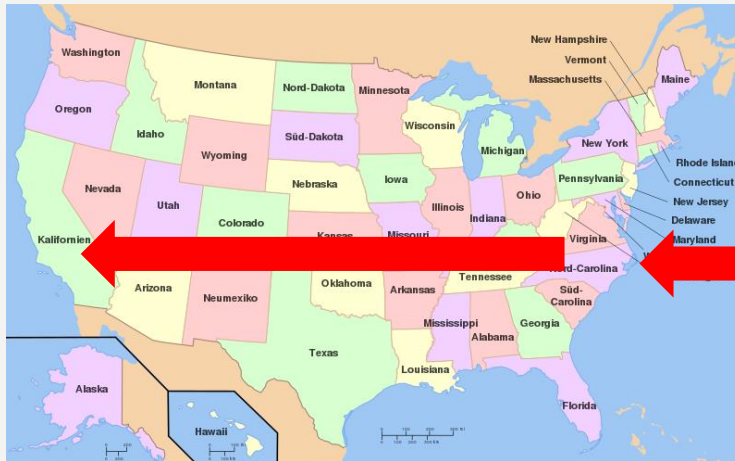 New Hampshire
Vermont
Massachusetts
Washington
Montana
Nord-Dakota
Minnesota
Maine
Oregon
Idaho
Süd-Dakota
Wisconsin
Michigan
New York
Wyoming
Rhode Island
Connecticut
Nevada
Utah
Nebraska
Iowa
Pennsylvania
New Jersey
Illinois
Indiana
Ohio
Delaware
Kalifornien
Colorado
Kansas
Missouri
Virginia
Maryland
Nord-Carolina
Arizona
Neumexiko
Oklahoma
Arkansas
Tennessee
Süd-
Carolina
Mississippi
Alabama
Georgia
Texas
Louisiana
Alaska
Hawaii
Florida